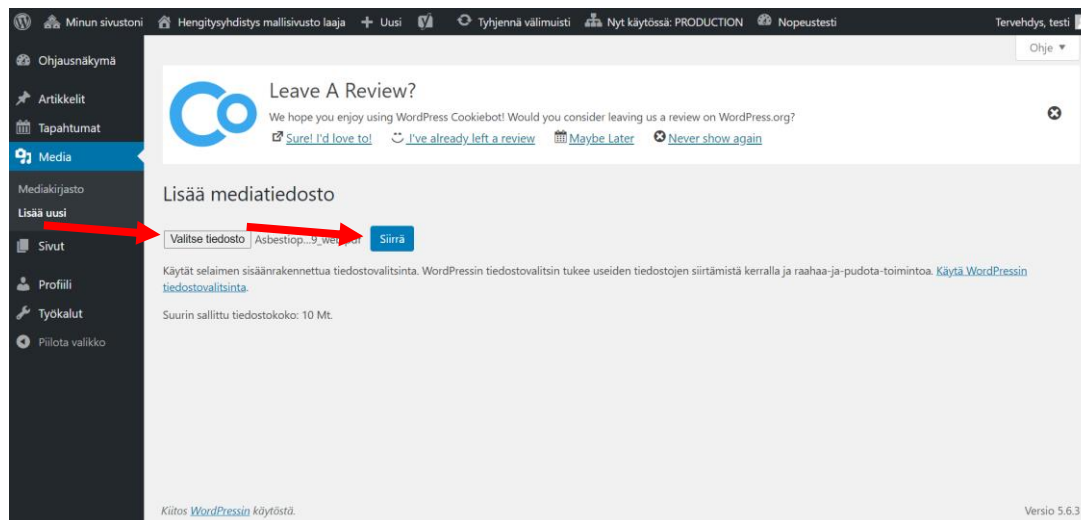 Minun sivustoni Hengitysyhdistys mallisivusto laaja + Uusi Tyhjennä välimuisti Nyt käytössä: PRODUCTION Nopeustesti Tervehdys, testi
Ohje
Ohjausnäkymä
Artikkelit
Tapahtumat
Media
Mediakirjasto
Lisää uusi
Sivut
Profiili
Työkalut
Piilota valikko
Leave A Review?
We hope you enjoy using WordPress Cookiebot! Would you consider leaving us a review on WordPress.org?
Sure! I'd love to! I've already left a review Maybe Later Never show again
Lisää mediatiedosto
Valitse tiedosto Asbestiop...9_web.pdf Siirrä
Käytät selaimen sisäänrakennettua tiedostovalitsinta. WordPressin tiedostovalitsin tukee useiden tiedostojen siirtämistä kerralla ja raahaa-ja-pudota-toimintoa. Käytä WordPressin
tiedostovalitsinta.
Suurin sallittu tiedostokoko: 10 Mt.
Kiitos WordPressin käytöstä.
Versio 5.6.3